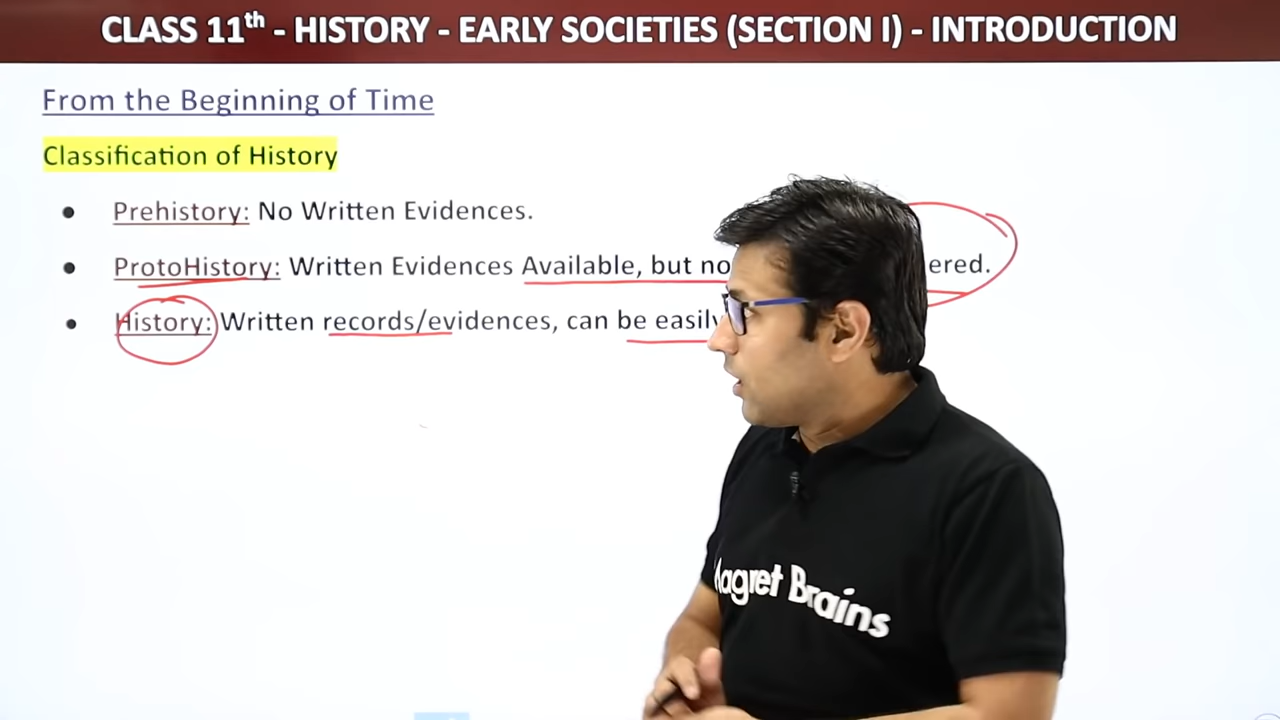 CLASS 11th - HISTORY - EARLY SOCIETIES (SECTION I) - INTRODUCTION
From the Beginning of Time
Classification of History
Prehistory: No Written Evidences.
ProtoHistory: Written Evidences Available, but
History: Written records/evidences, can be easily
Brains